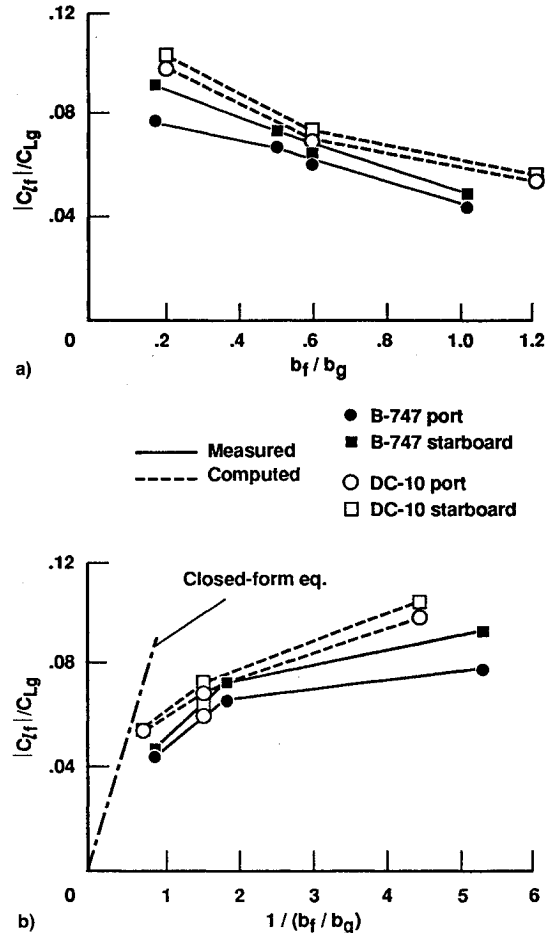 .12
.08
.04
0
|Cℓf|/CLg
.2
.4
.6
.8
1.0
1.2
bf / bg
a)
Measured
Computed
B-747 port
B-747 starboard
DC-10 port
DC-10 starboard
.12
.08
.04
0
|Cℓf|/CLg
Closed-form eq.
1
2
3
4
5
6
1 / (bf / bg)
b)